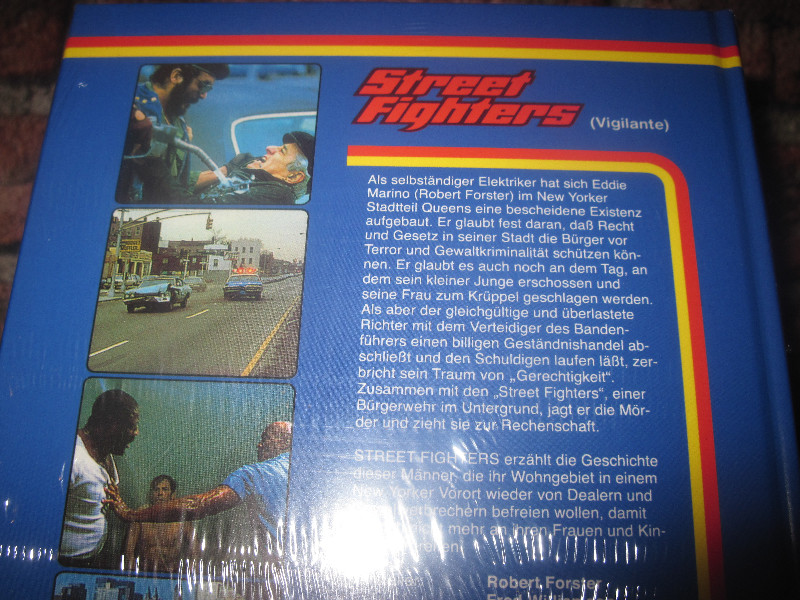 Street
Fighters
(Vigilante)
Als selbständiger Elektriker hat sich Eddie
Marino (Robert Forster) im New Yorker
Stadtteil Queens eine bescheidene Existenz
aufgebaut. Er glaubt fest daran, daß Recht
und Gesetz in seiner Stadt die Bürger vor
Terror und Gewaltkriminalität schützen kön-
nen. Er glaubt es auch noch an dem Tag, an
dem sein kleiner Junge erschossen und
seine Frau zum Krüppel geschlagen werden.
Als aber der gleichgültige und überlastete
Richter mit dem Verteidiger des Banden-
führers einen billigen Geständnishandel ab-
schließt und den Schuldigen laufen läßt, zer-
bricht sein Traum von „Gerechtigkeit".
Zusammen mit den „Street Fighters", einer
Bürgerwehr im Untergrund, jagt er die Mör-
der und zieht sie zur Rechenschaft.
STREET FIGHTERS erzählt die Geschichte
dieser Männer, die ihr Wohngebiet in einem
New Yorker Vorort wieder von Dealern und
befreien wollen, damit
mehr an ihren Frauen und Kin-
Robert Forster
Fred